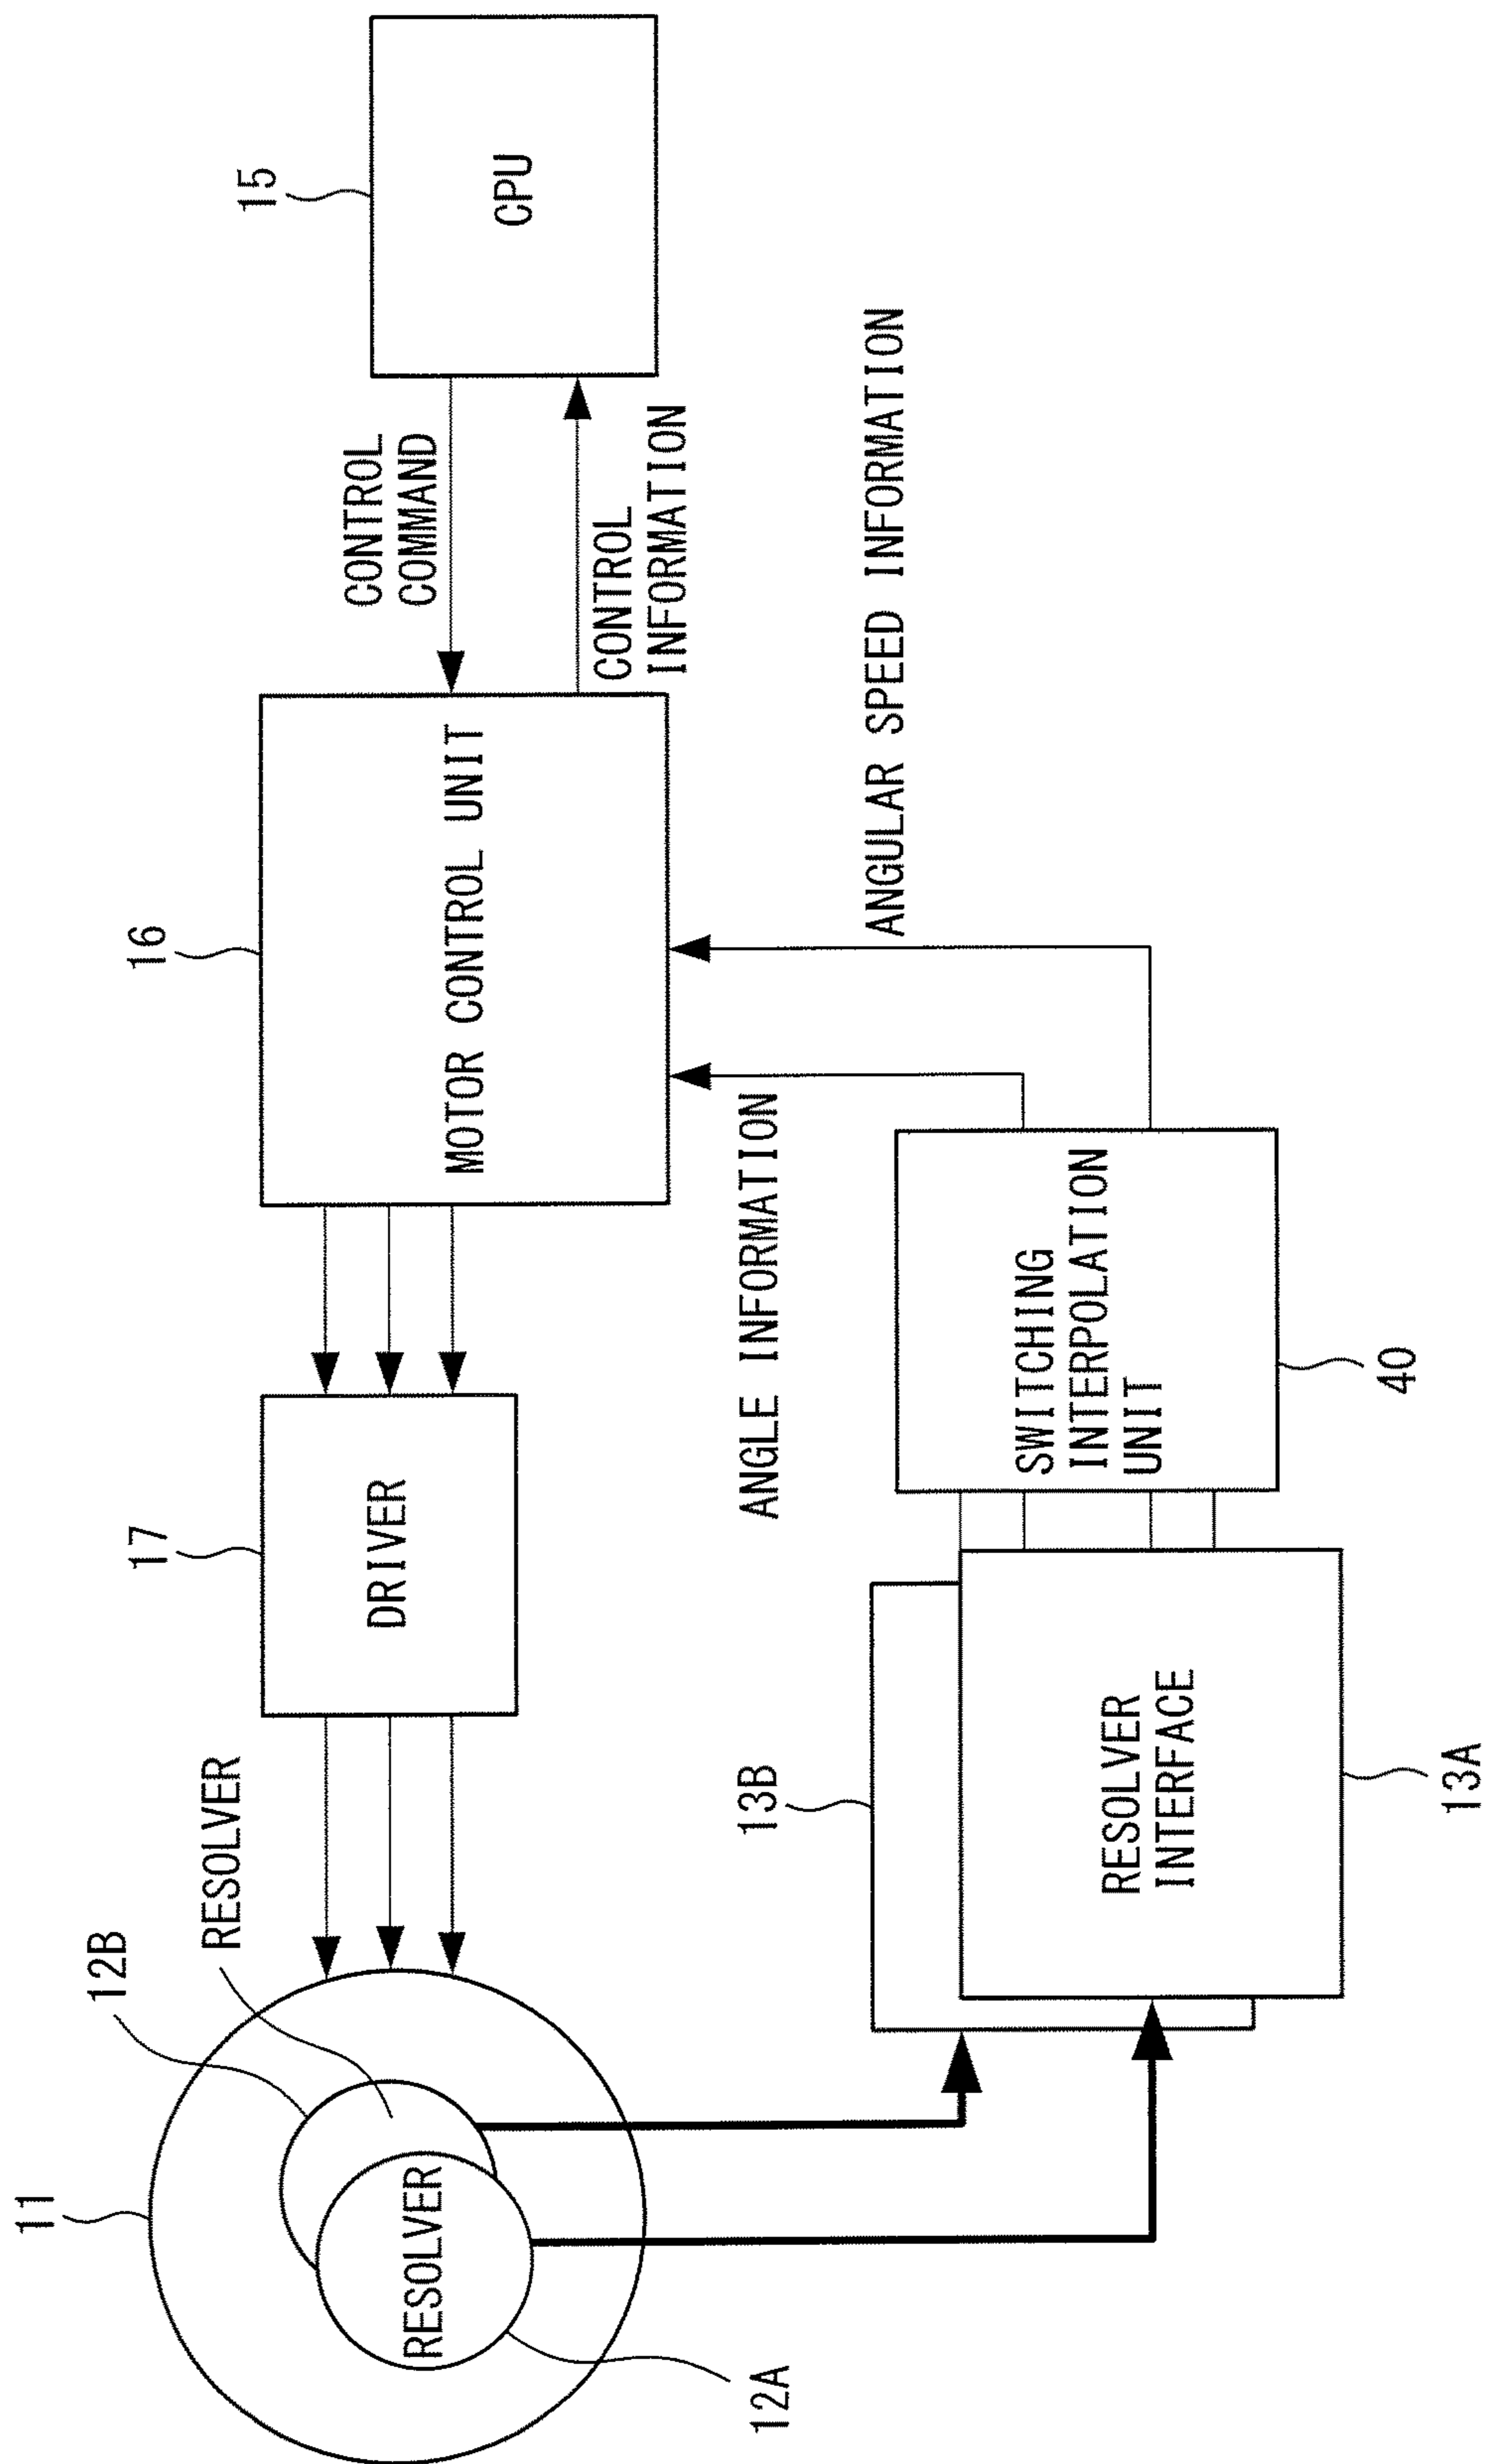 11
12B
RESOLVER
RESOLVER
12A
17
DRIVER
16
MOTOR CONTROL UNIT
CONTROL
COMMAND
CONTROL
INFORMATION
15
CPU
13B
RESOLVER
INTERFACE
13A
SWITCHING
INTERPOLATION
UNIT
40
ANGLE INFORMATION
ANGULAR SPEED INFORMATION